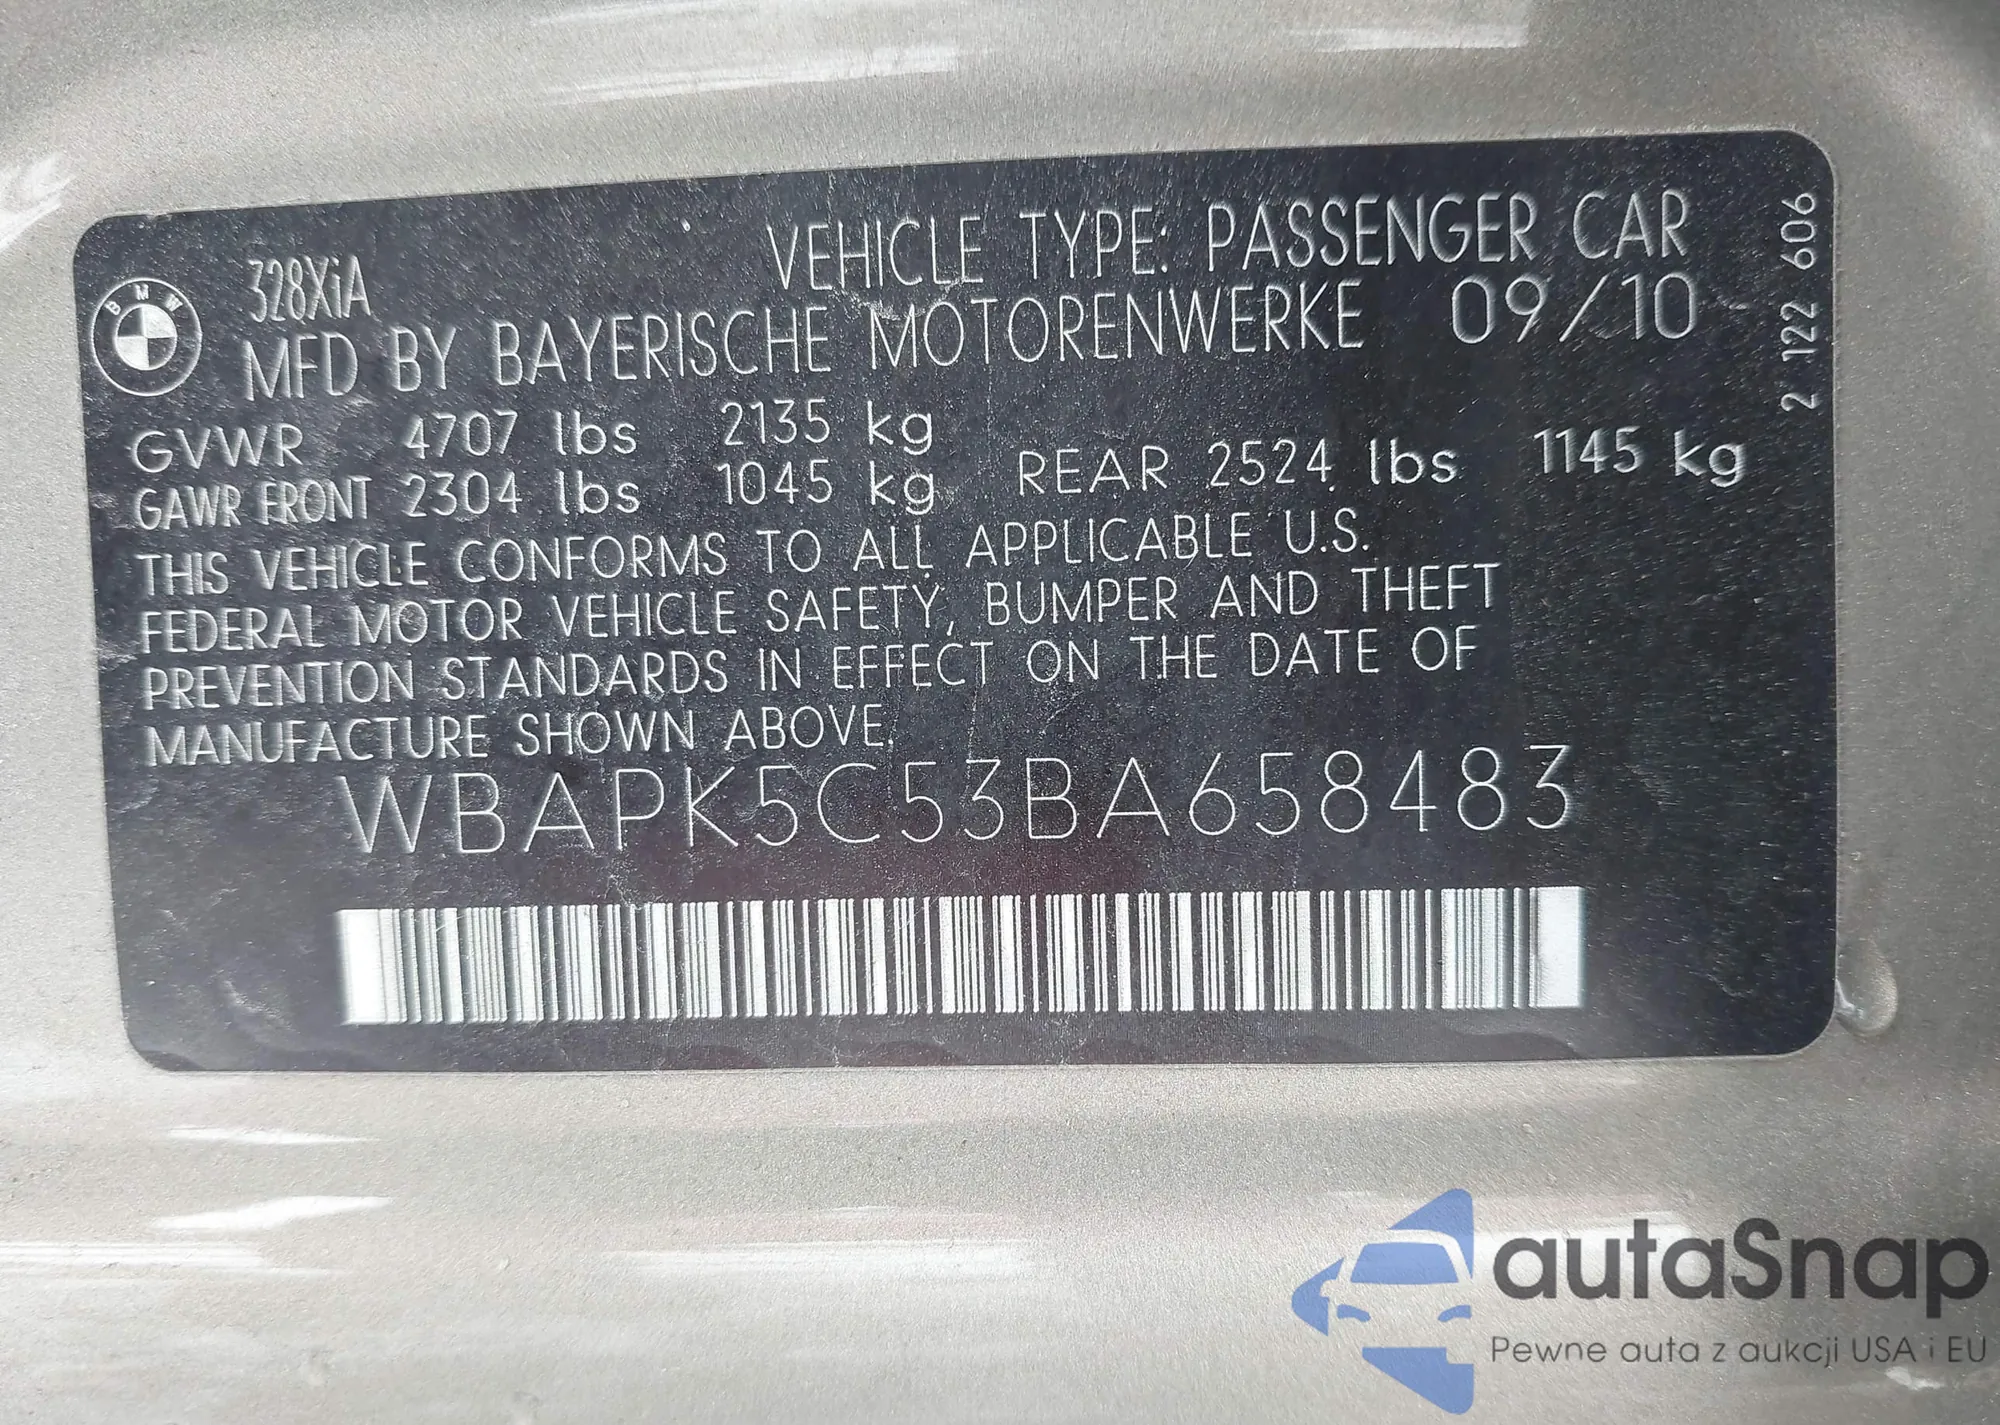 BMW
328XiA
VEHICLE TYPE: PASSENGER CAR
MFD BY BAYERISCHE MOTORENWERKE 09/10
GVWR 4707 lbs 2135 kg
GAWR FRONT 2304 lbs 1045 kg REAR 2524 lbs 1145 kg
THIS VEHICLE CONFORMS TO ALL APPLICABLE U.S.
FEDERAL MOTOR VEHICLE SAFETY, BUMPER AND THEFT
PREVENTION STANDARDS IN EFFECT ON THE DATE OF
MANUFACTURE SHOWN ABOVE.
WBAPK5C53BA658483
2 122 606
autaSnap
Pewne auta z aukcji USA i EU